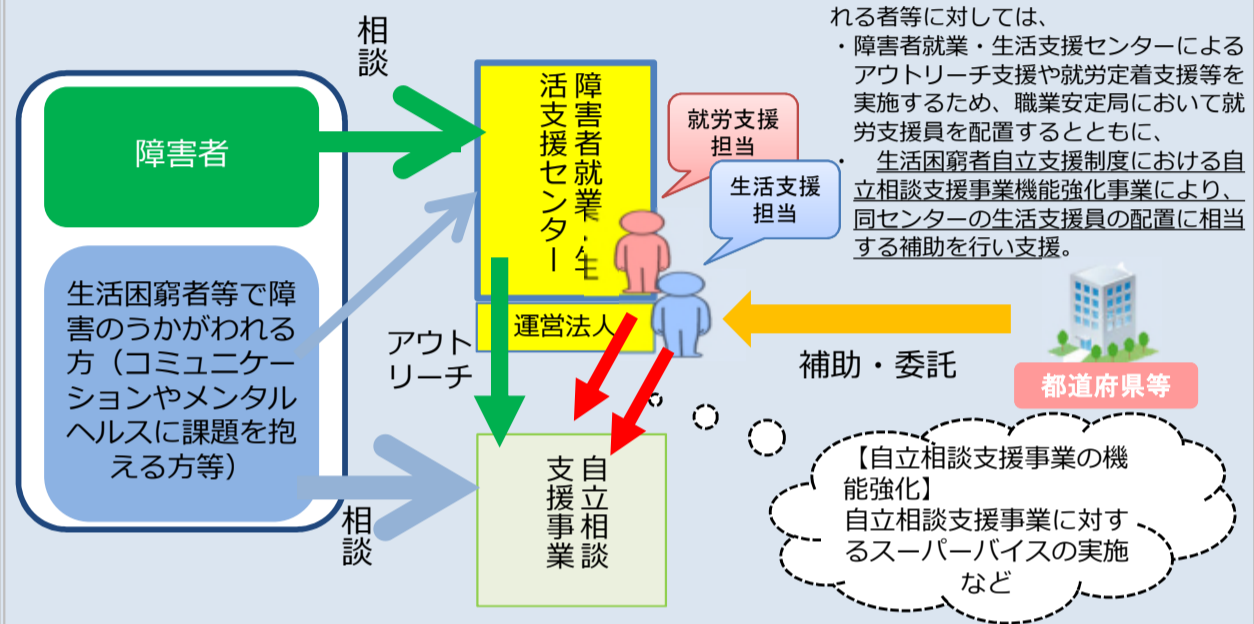 相談
障害者
生活困窮者等で障
害のうかがわれる
方（コミュニケー
ションやメンタル
ヘルスに課題を抱
える方等）
相談
障害者就業・生
活支援センター
運営法人
就労支援
担当
生活支援
担当
アウト
リーチ
自立相談
支援事業
れる者等に対しては、
・障害者就業・生活支援センターによる
アウトリーチ支援や就労定着支援等を
実施するため、職業安定局において就
労支援員を配置するとともに、
・　生活困窮者自立支援制度における自
立相談支援事業機能強化事業により、
同センターの生活支援員の配置に相当
する補助を行い支援。
補助・委託
都道府県等
【自立相談支援事業の機
能強化】
自立相談支援事業に対す
るスーパーバイスの実施
など